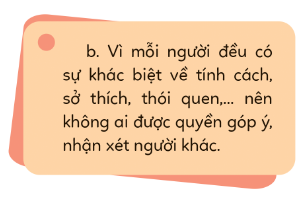 b. Vì mỗi người đều có
sự khác biệt về tính cách,
sở thích, thói quen,... nên
không ai được quyền góp ý,
nhận xét người khác.